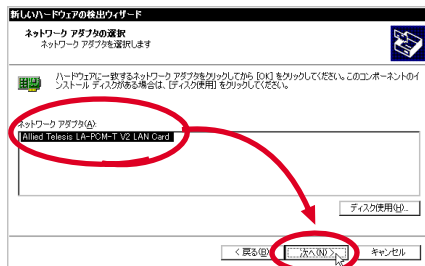 新しいハードウェアの検出ウィザード
ネットワーク アダプタの選択
ネットワーク アダプタを選択します
ハードウェアに一致するネットワーク アダプタをクリックしてから [OK] をクリックしてください。このコンポーネントのイ
ンストール ディスクがある場合は、[ディスク使用] をクリックしてください。
ネットワーク アダプタ(A):
Allied Telesis LA-PCM-T V2 LAN Card
ディスク使用(H)...
< 戻る(B)
次へ(N) >
キャンセル